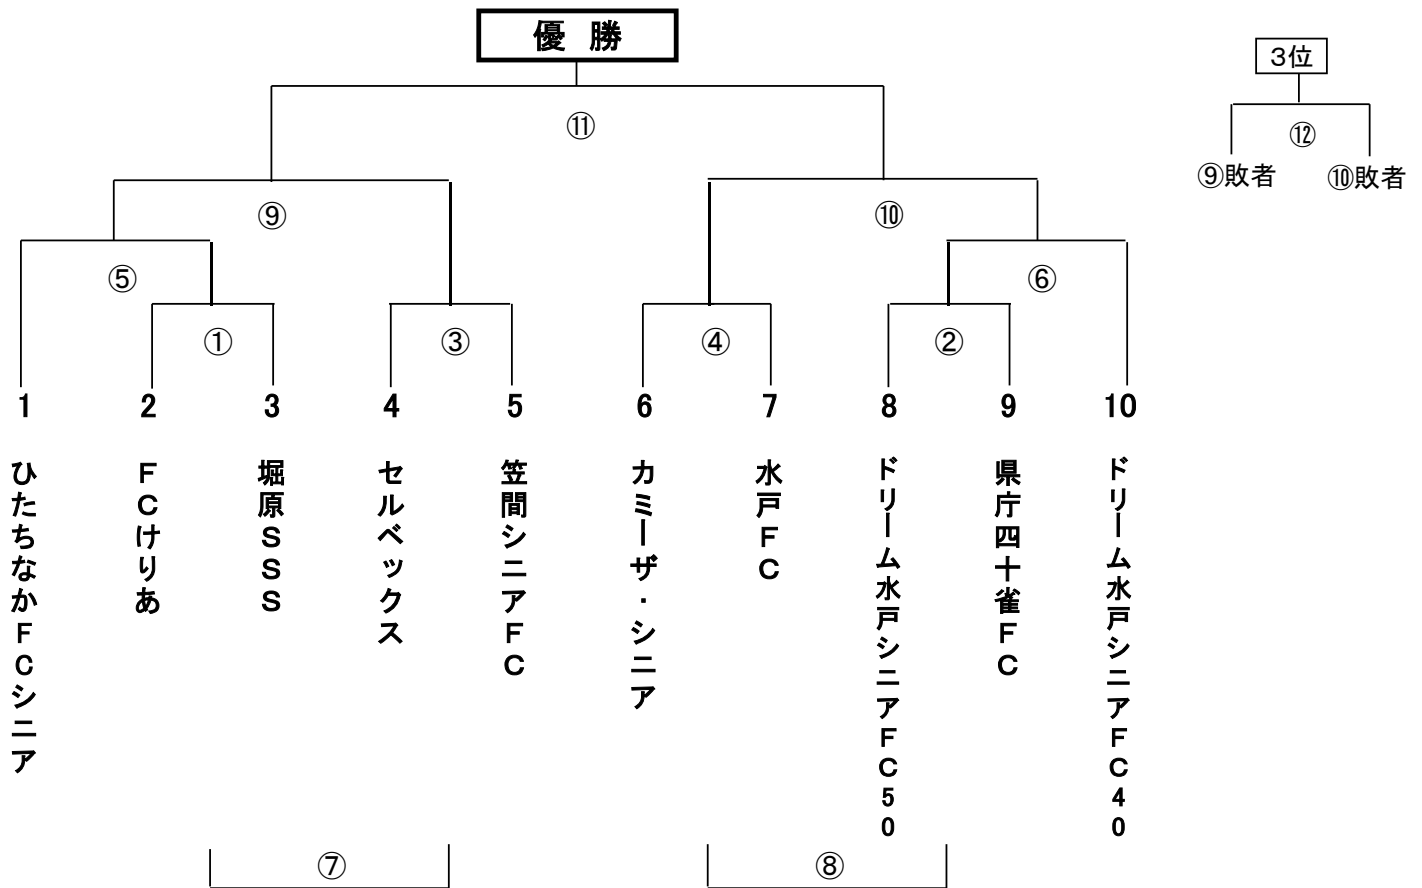 優 勝
3位
⑪
⑫
⑨敗者
⑩敗者
⑨
⑩
⑤
⑥
①
③
④
②
1
2
3
4
5
6
7
8
9
10
ひたちなかFCシニア
FCけりあ
堀原SSS
セルベックス
笠間シニアFC
カミーザ・シニア
水戸FC
ドリーム水戸シニアFC50
県庁四十雀FC
ドリーム水戸シニアFC40
⑦
⑧